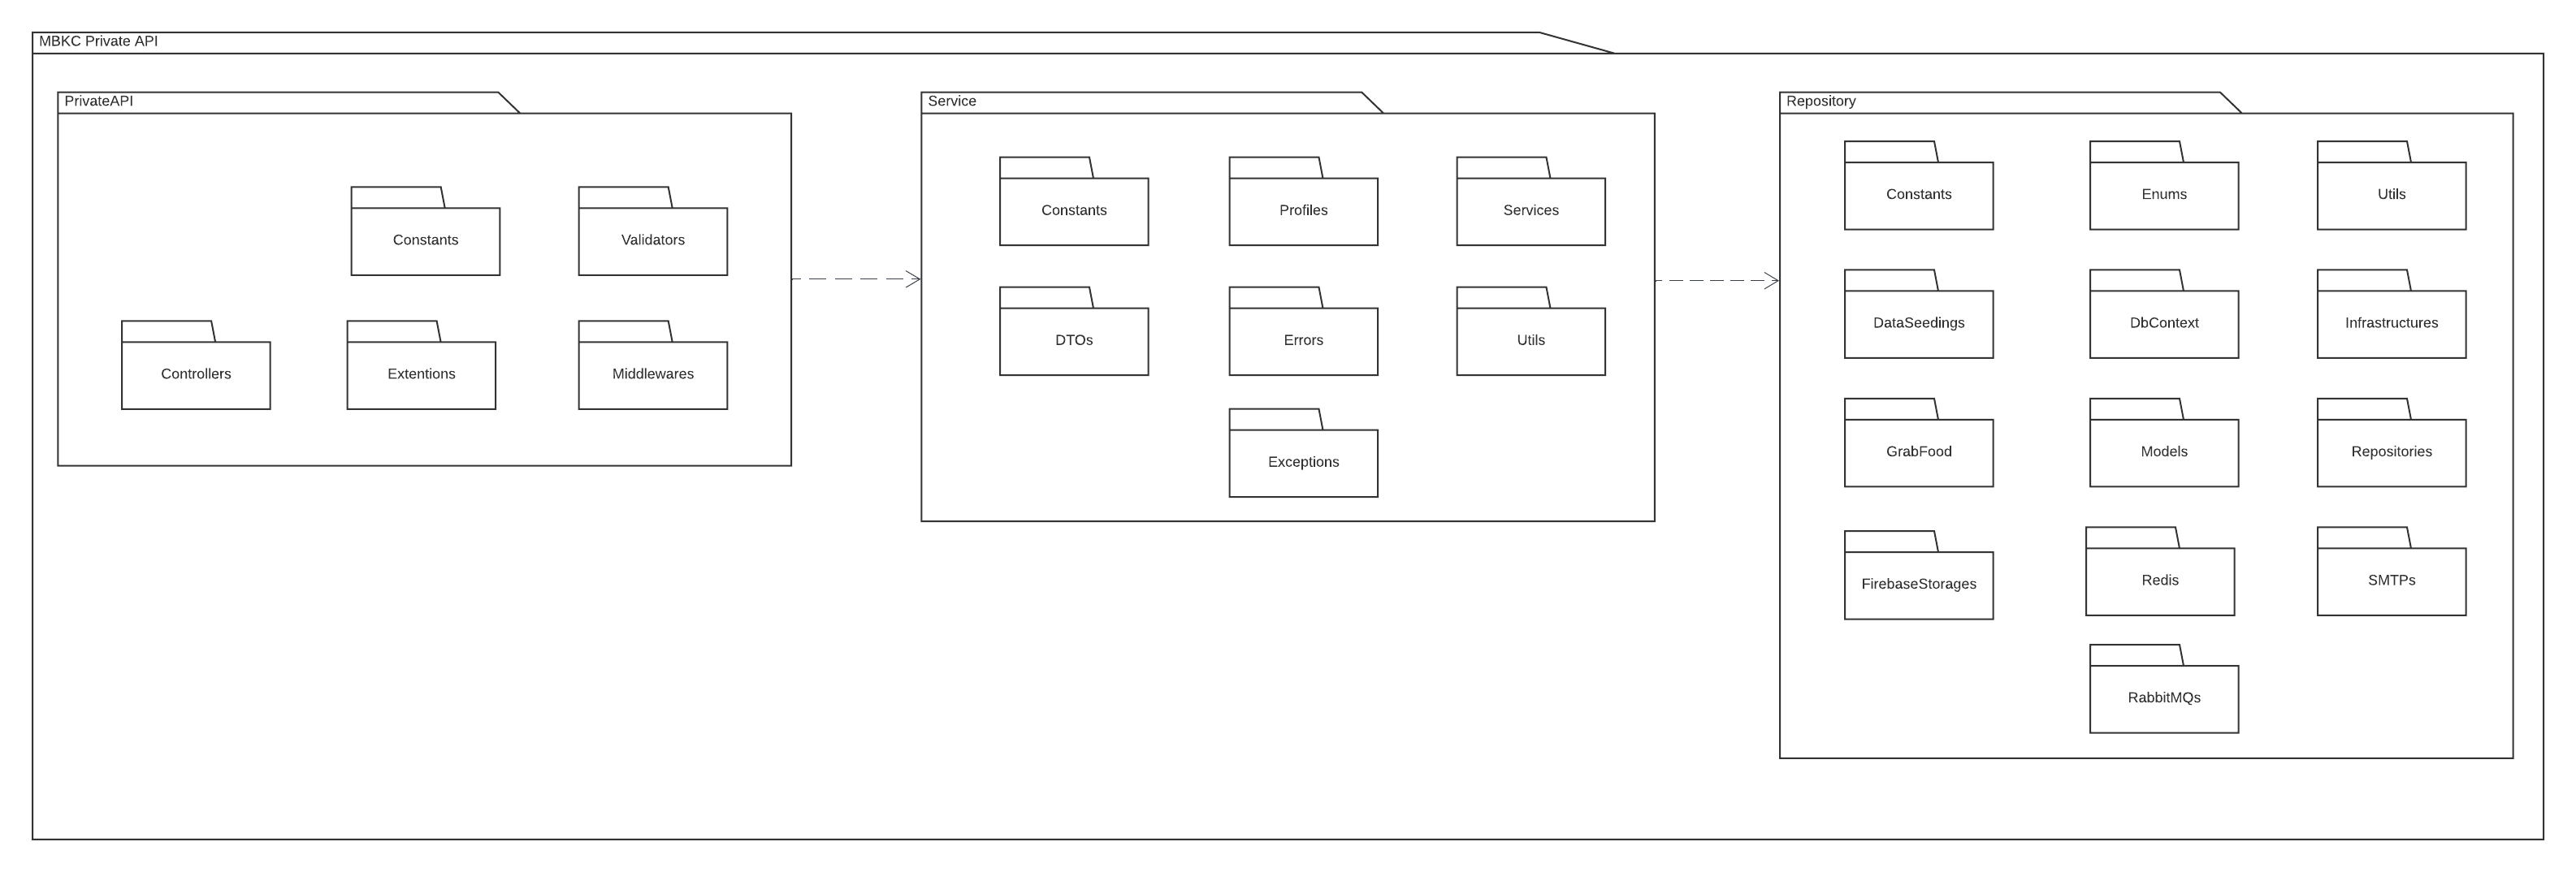 MBKC Private API
PrivateAPI
Constants
Validators
Controllers
Extentions
Middlewares
Service
Constants
Profiles
Services
DTOs
Errors
Utils
Exceptions
Repository
Constants
Enums
Utils
DataSeedings
DbContext
Infrastructures
GrabFood
Models
Repositories
FirebaseStorages
Redis
SMTPs
RabbitMQs